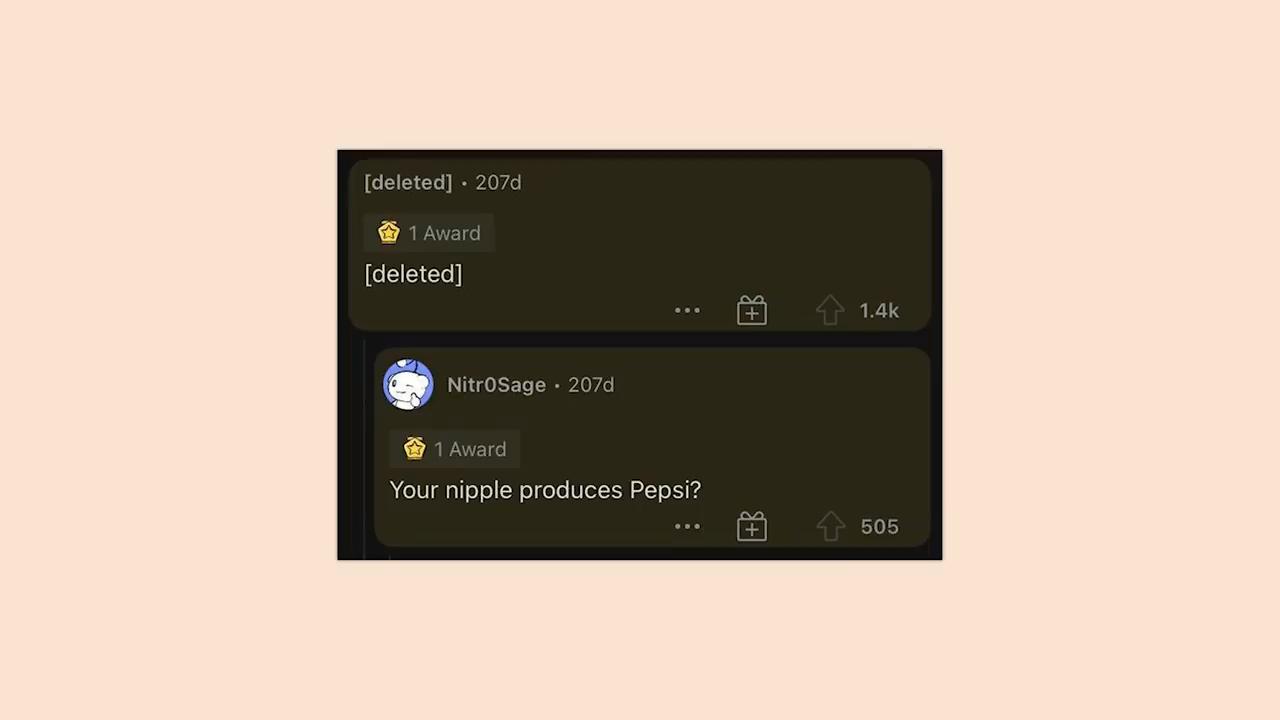 [deleted] • 207d
1 Award
[deleted]
1.4k
Nitr0Sage • 207d
1 Award
Your nipple produces Pepsi?
505